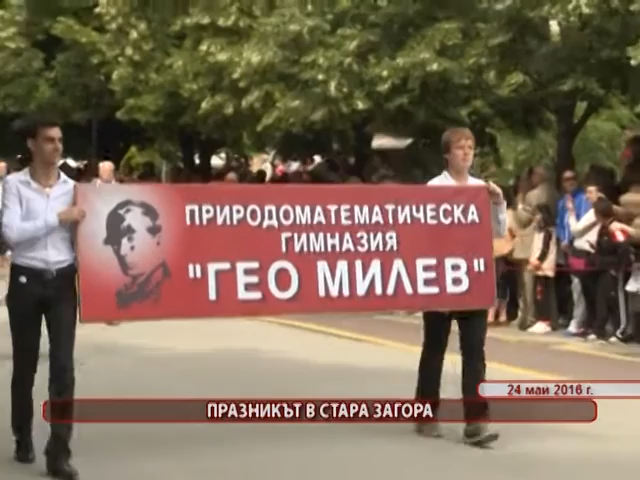 ПРИРОДОМАТЕМАТИЧЕСКА
ГИМНАЗИЯ
"ГЕО МИЛЕВ"
24 май 2016 г.
ПРАЗНИКЪТ В СТАРА ЗАГОРА